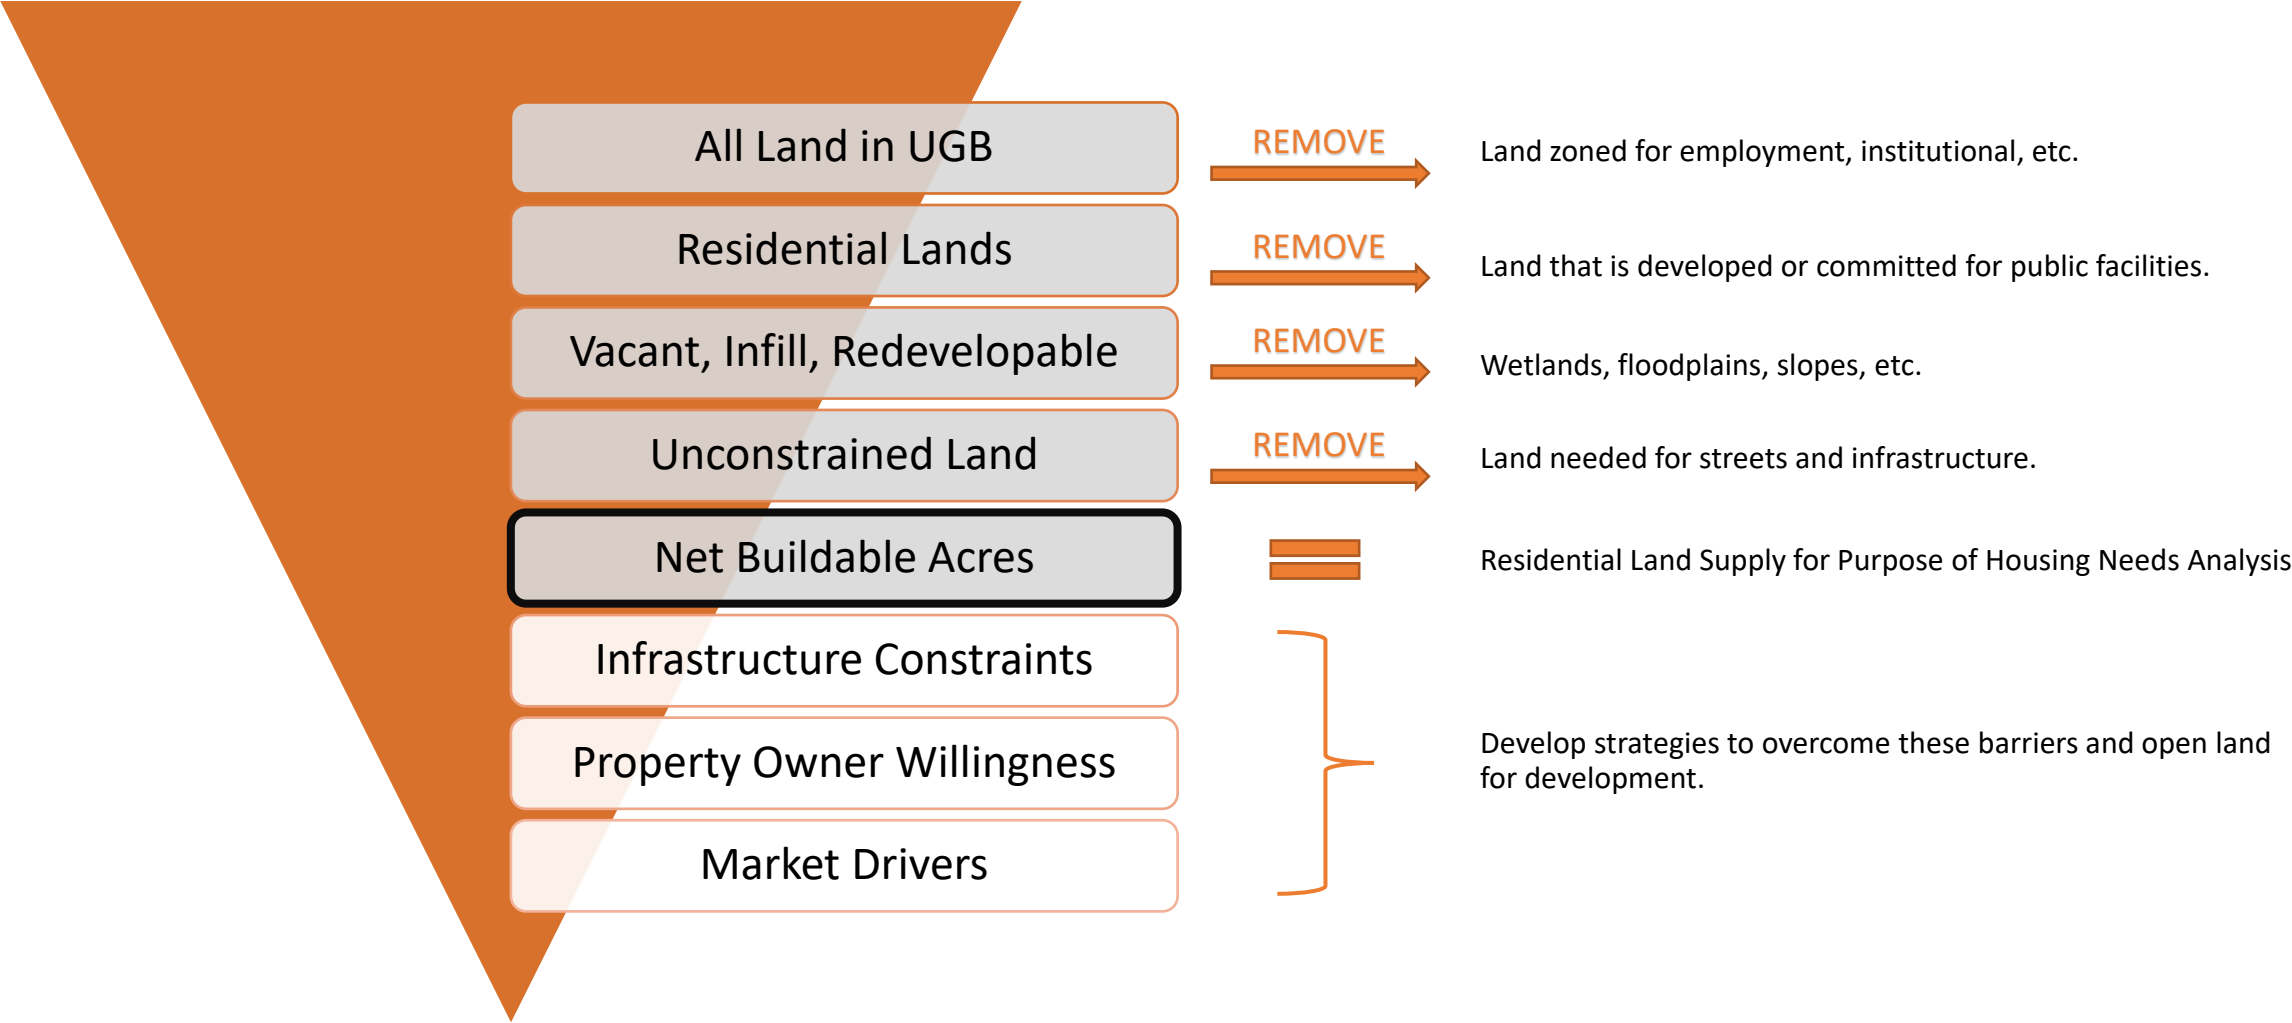 All Land in UGB
REMOVE
Land zoned for employment, institutional, etc.
Residential Lands
REMOVE
Land that is developed or committed for public facilities.
Vacant, Infill, Redevelopable
REMOVE
Wetlands, floodplains, slopes, etc.
Unconstrained Land
REMOVE
Land needed for streets and infrastructure.
Net Buildable Acres
Residential Land Supply for Purpose of Housing Needs Analysis
Infrastructure Constraints
Property Owner Willingness
Market Drivers
Develop strategies to overcome these barriers and open land
for development.